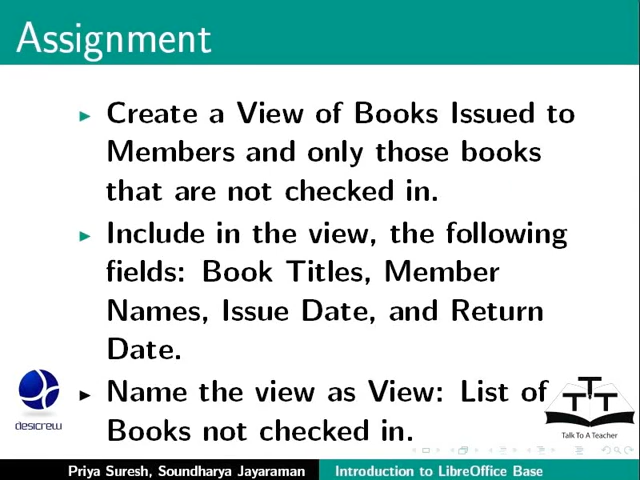 Assignment
Create a View of Books Issued to
Members and only those books
that are not checked in.
Include in the view, the following
fields: Book Titles, Member
Names, Issue Date, and Return
Date.
Name the view as View: List of
Books not checked in.
desicrew
TTT
Talk To A Teacher
Priya Suresh, Soundharya Jayaraman
Introduction to LibreOffice Base